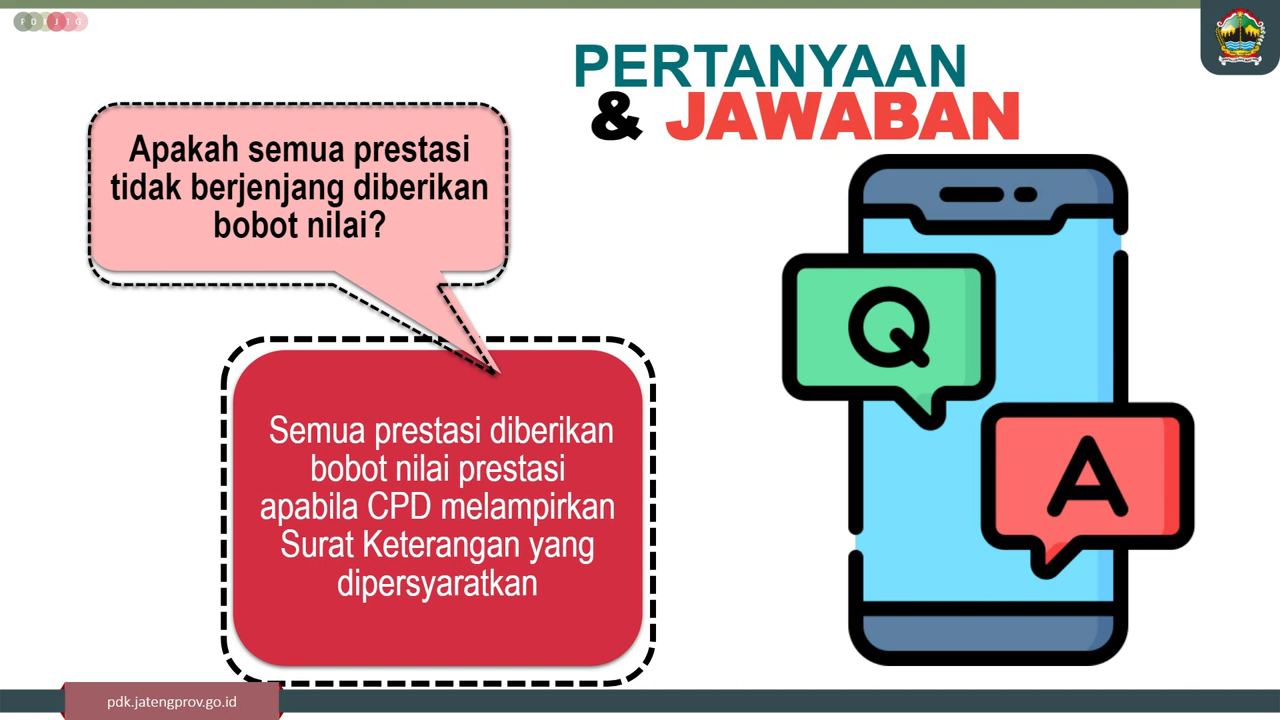 PDKJTG
PERTANYAAN
& JAWABAN
Apakah semua prestasi
tidak berjenjang diberikan
bobot nilai?
Semua prestasi diberikan
bobot nilai prestasi
apabila CPD melampirkan
Surat Keterangan yang
dipersyaratkan
Q
A
pdk.jatengprov.go.id